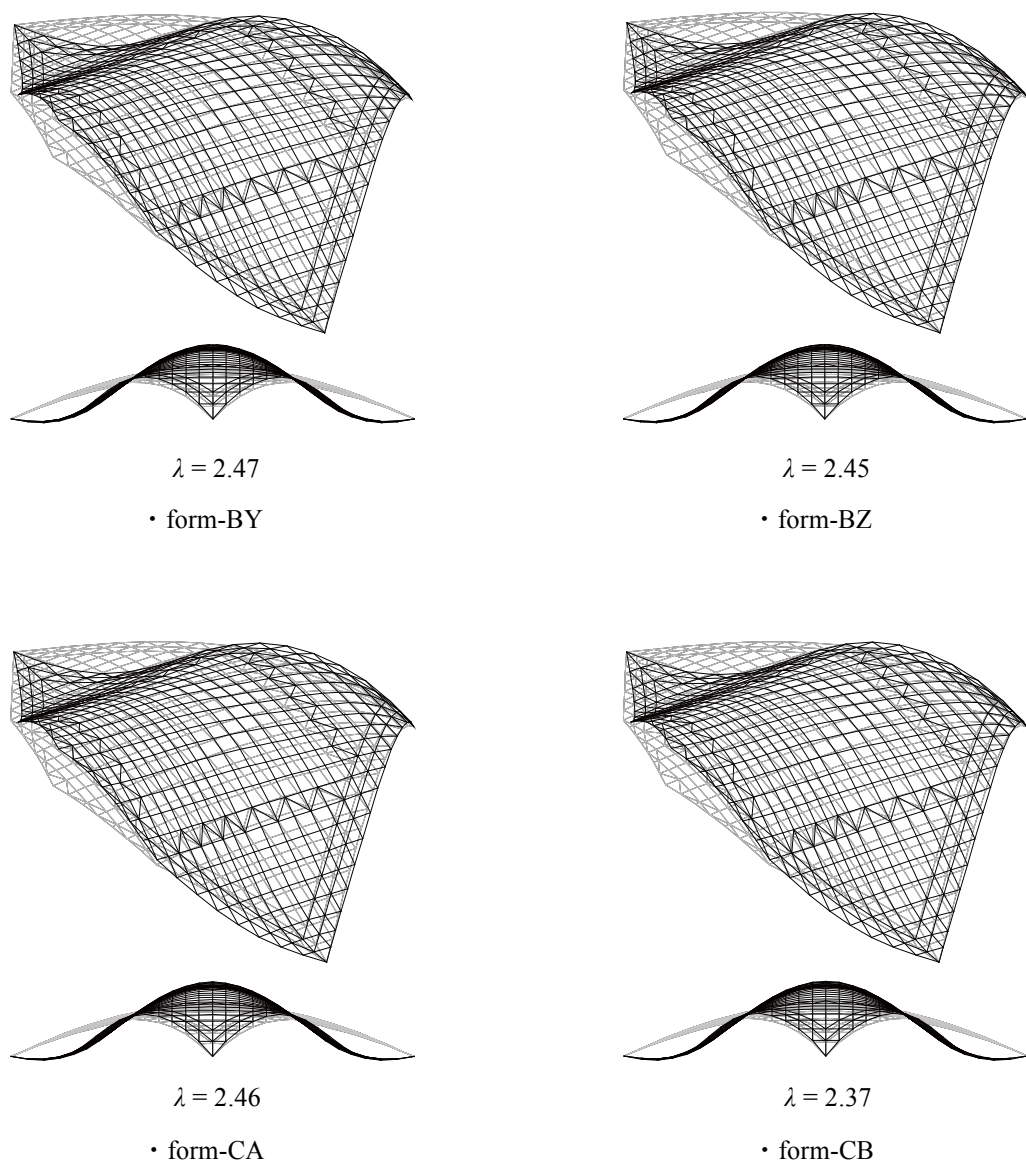 λ = 2.47
・form-BY
λ = 2.45
・form-BZ
λ = 2.46
・form-CA
λ = 2.37
・form-CB